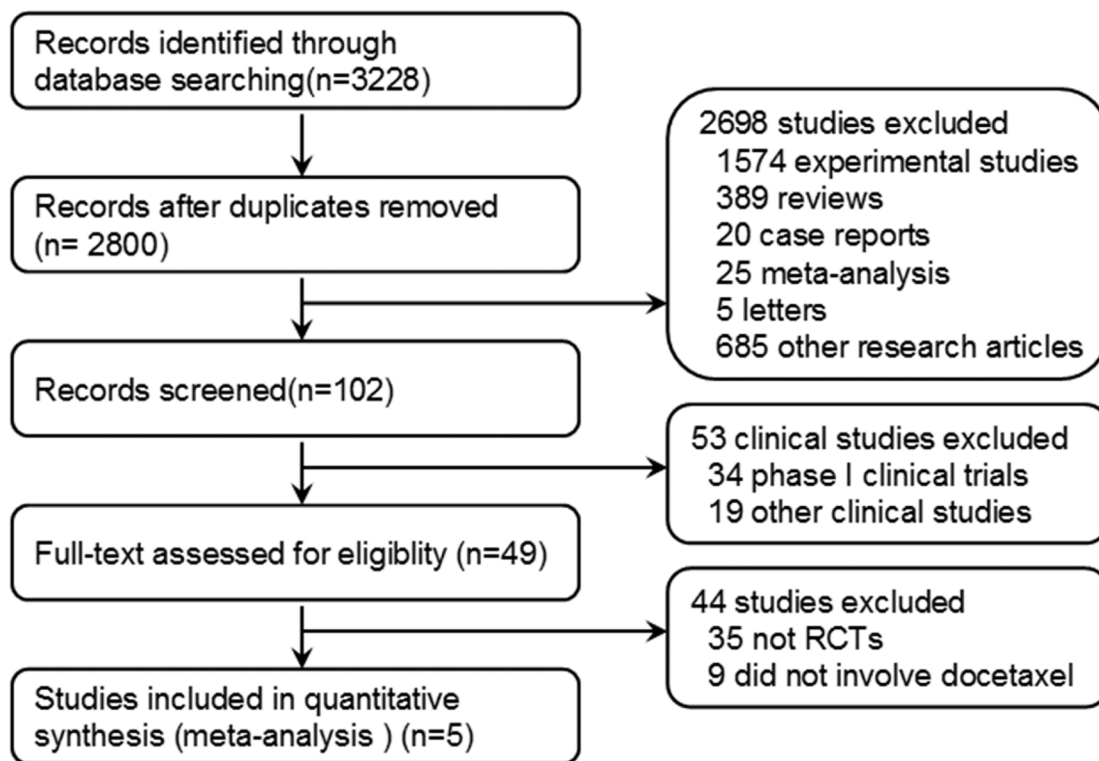 Records identified through
database searching(n=3228)
Records after duplicates removed
(n= 2800)
2698 studies excluded
1574 experimental studies
389 reviews
20 case reports
25 meta-analysis
5 letters
685 other research articles
Records screened(n=102)
53 clinical studies excluded
34 phase I clinical trials
19 other clinical studies
Full-text assessed for eligiblity (n=49)
44 studies excluded
35 not RCTs
9 did not involve docetaxel
Studies included in quantitative
synthesis (meta-analysis ) (n=5)